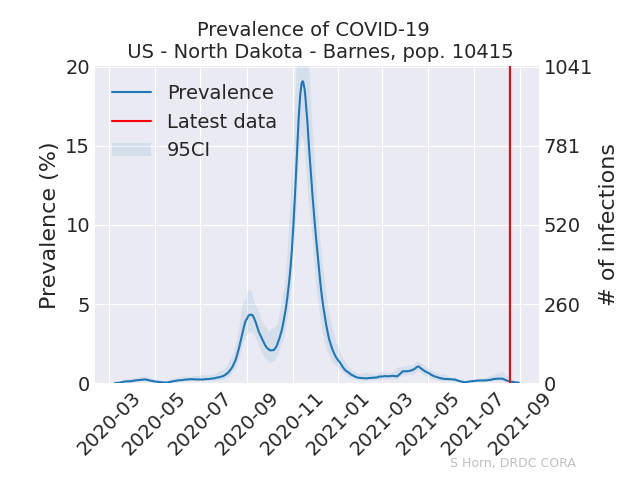 Prevalence of COVID-19
US - North Dakota - Barnes, pop. 10415
Prevalence
Latest data
95CI
Prevalence (%)
20
15
10
5
0
# of infections
1041
781
520
260
0
2020-03
2020-05
2020-07
2020-09
2020-11
2021-01
2021-03
2021-05
2021-07
2021-09
S Horn, DRDC CORA